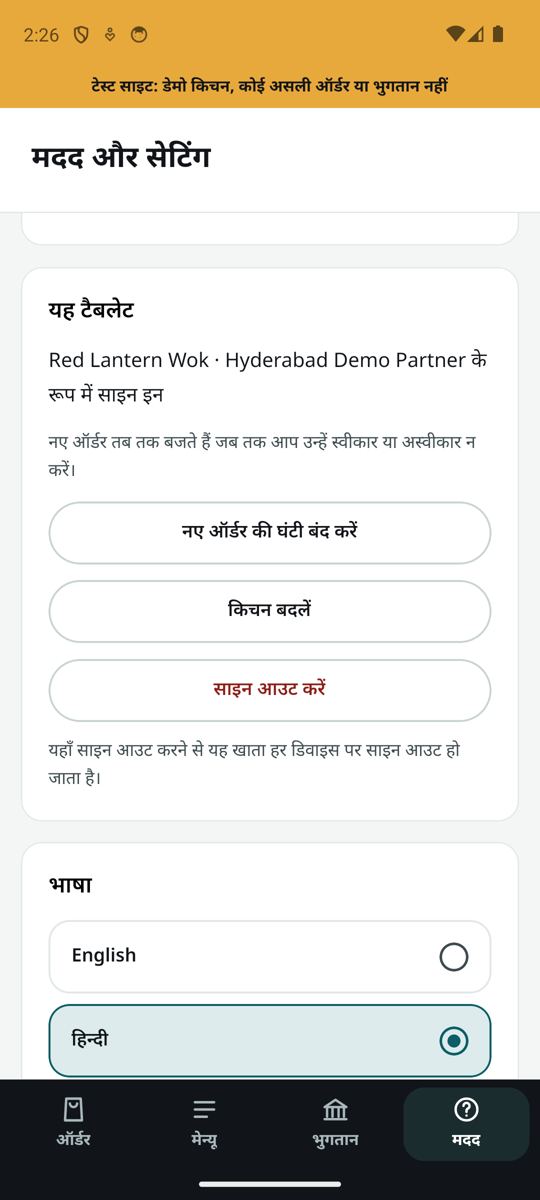 2:26
टेस्ट साइट: डेमो किचन, कोई असली ऑर्डर या भुगतान नहीं
मदद और सेटिंग
यह टैबलेट
Red Lantern Wok · Hyderabad Demo Partner के
रूप में साइन इन
नए ऑर्डर तब तक बजते हैं जब तक आप उन्हें स्वीकार या अस्वीकार न
करें।
नए ऑर्डर की घंटी बंद करें
किचन बदलें
साइन आउट करें
यहाँ साइन आउट करने से यह खाता हर डिवाइस पर साइन आउट हो
जाता है।
भाषा
English
हिन्दी
ऑर्डर
मेन्यू
भुगतान
मदद